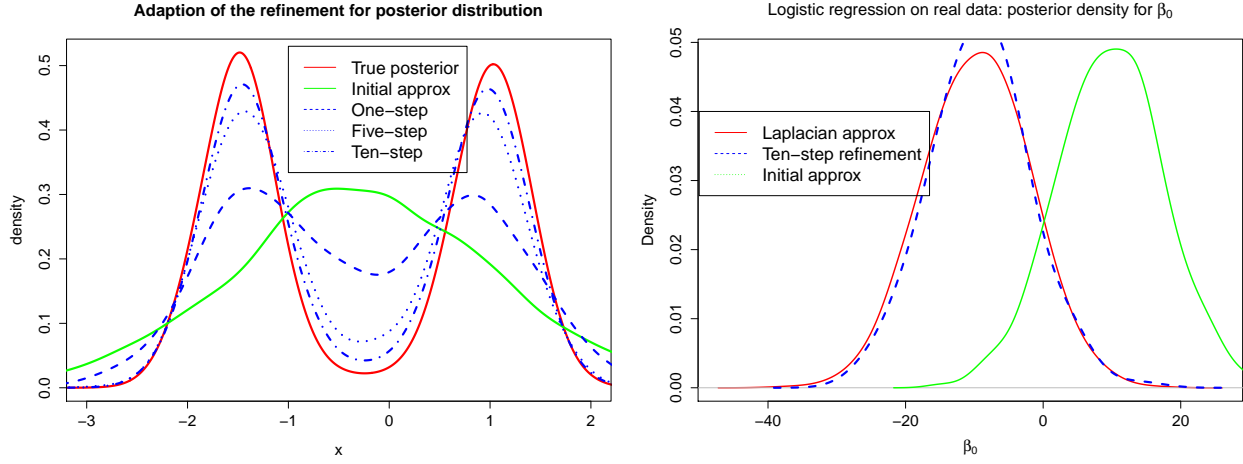 Adaption of the refinement for posterior distribution
density
0.5
0.4
0.3
0.2
0.1
0.0
True posterior
Initial approx
One−step
Five−step
Ten−step
−3 −2 −1 0 1 2
x
Logistic regression on real data: posterior density for β0
Density
0.05
0.04
0.03
0.02
0.01
0.00
Laplacian approx
Ten−step refinement
Initial approx
−40 −20 0 20
β0